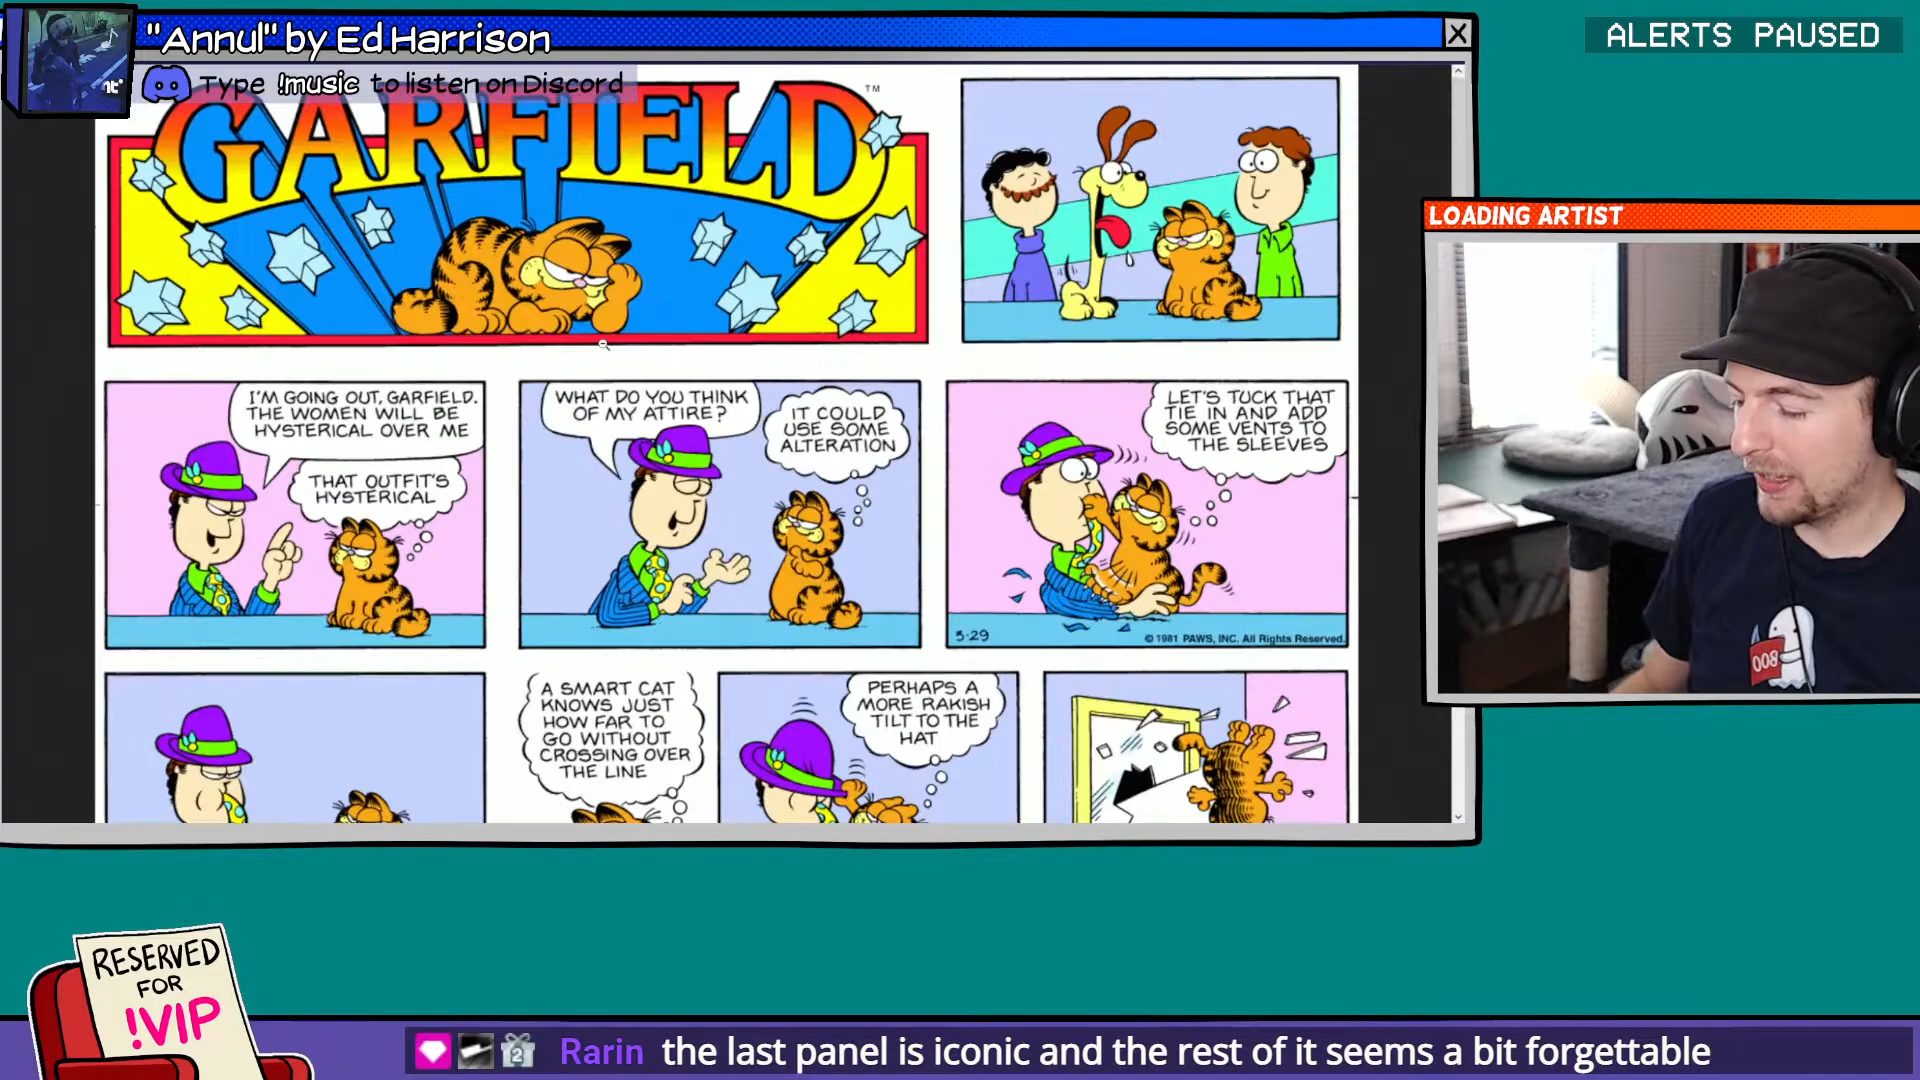 "Annul" by Ed Harrison
Type !music to listen on Discord
ALERTS PAUSED
GARFIELD
TM
LOADING ARTIST
I'M GOING OUT, GARFIELD.
THE WOMEN WILL BE
HYSTERICAL OVER ME
THAT OUTFIT'S
HYSTERICAL
WHAT DO YOU THINK
OF MY ATTIRE?
IT COULD
USE SOME
ALTERATION
LET'S TUCK THAT
TIE IN AND ADD
SOME VENTS TO
THE SLEEVES
3-29
© 1981 PAWS, INC. All Rights Reserved.
A SMART CAT
KNOWS JUST
HOW FAR TO
GO WITHOUT
CROSSING OVER
THE LINE
PERHAPS A
MORE RAKISH
TILT TO THE
HAT
BOO
RESERVED
FOR
!VIP
2
Rarin the last panel is iconic and the rest of it seems a bit forgettable